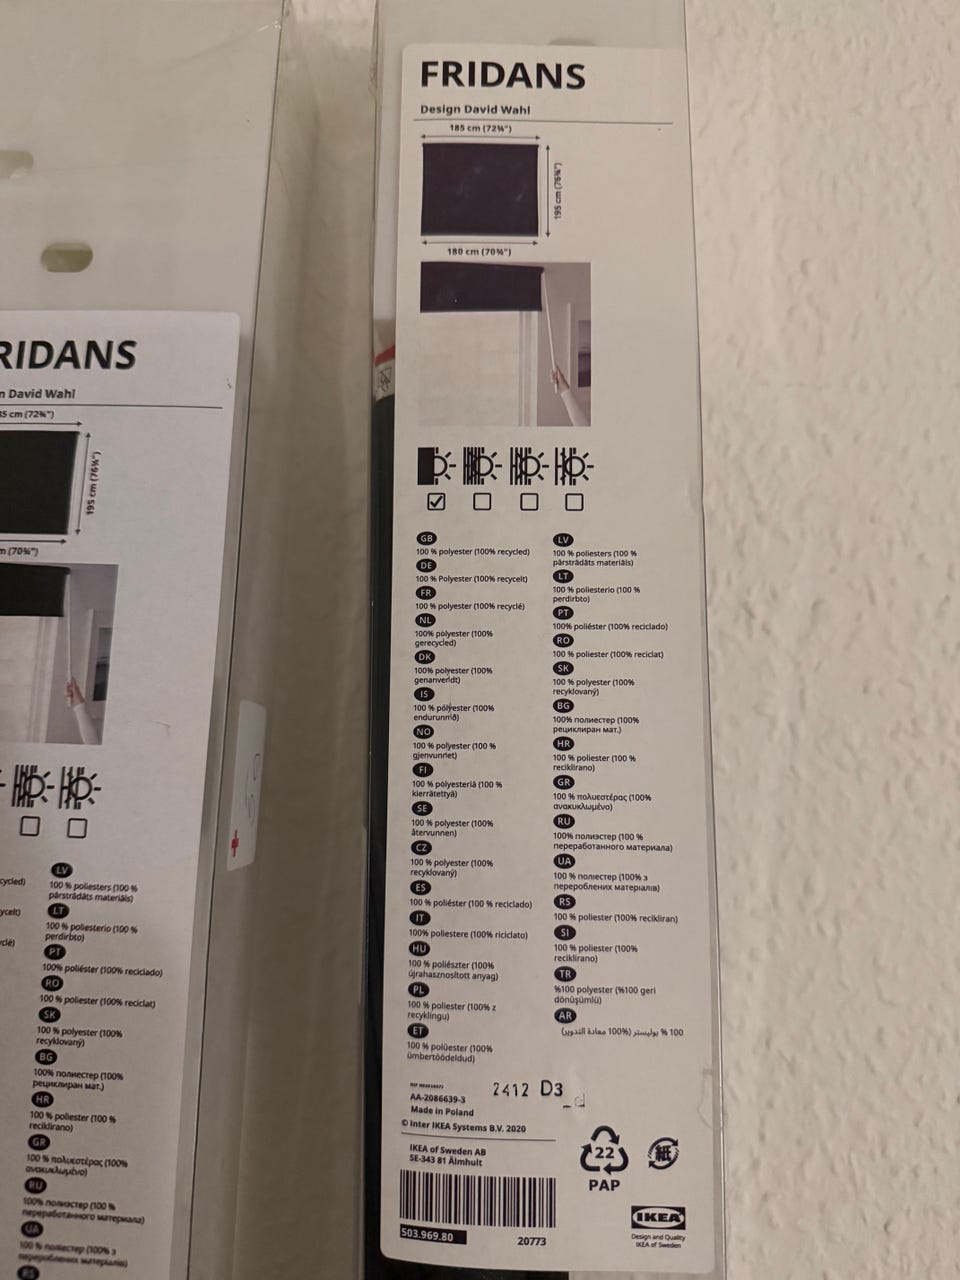 FRIDANS
Design David Wahl
185 cm (72¾")
195 cm (76¾")
180 cm (70¾")
GB
100 % polyester (100% recycled)
DE
100 % Polyester (100% recycelt)
FR
100 % polyester (100% recyclé)
NL
100% polyester (100%
gerecycled)
DK
100% polyester (100%
genanvendt)
IS
100 % pólýester (100%
endurunnið)
NO
100 % polyester (100 %
gjenvunnet)
FI
100 % polyesteriä (100 %
kierrätettyä)
SE
100 % polyester (100%
återvunnen)
CZ
100 % polyester (100%
recyklovaný)
ES
100 % poliéster (100 % reciclado)
IT
100% poliestere (100% riciclato)
HU
100 % poliészter (100%
újrahasznosított anyag)
PL
100 % poliester (100% z
recyklingu)
ET
100 % polüester (100%
ümbertöödeldud)
LV
100 % poliesters (100 %
pārstrādāts materiāls)
LT
100 % poliesterio (100 %
perdirbto)
PT
100% poliéster (100% reciclado)
RO
100 % poliester (100% reciclat)
SK
100 % polyester (100%
recyklovaný)
BG
100% полиестер (100%
рециклиран мат.)
HR
100 % poliester (100 %
reciklirano)
GR
100 % πολυεστέρας (100%
ανακυκλωμένο)
RU
100% полиэстер (100 %
переработанного материала)
UA
100 % поліестер (100% з
перероблених матеріалів)
RS
100 % poliester (100% recikliran)
SI
100 % poliester (100%
reciklirano)
TR
%100 polyester (%100 geri
dönüşümlü)
AR
100 % بوليستر (100% معادة التدوير)
2412 D3
AA-2086639-3
Made in Poland
© Inter IKEA Systems B.V. 2020
IKEA of Sweden AB
SE-343 81 Älmhult
503.969.80
20773
22
PAP
紙
IKEA
Design and Quality
IKEA of Sweden
RIDANS
n David Wahl
85 cm (72¾")
195 cm (76¾")
m (70¾")
cycled)
ycelt)
clé)
LV
100 % poliesters (100 %
pārstrādāts materiāls)
LT
100 % poliesterio (100 %
perdirbto)
PT
100% poliéster (100% reciclado)
RO
100 % poliester (100% reciclat)
SK
100 % polyester (100%
recyklovaný)
BG
100% полиестер (100%
рециклиран мат.)
HR
100 % poliester (100 %
reciklirano)
GR
100 % πολυεστέρας (100%
ανακυκλωμένο)
RU
100% полиэстер (100 %
переработанного материала)
UA
100 % поліестер (100% з
перероблених матеріалів)
RS